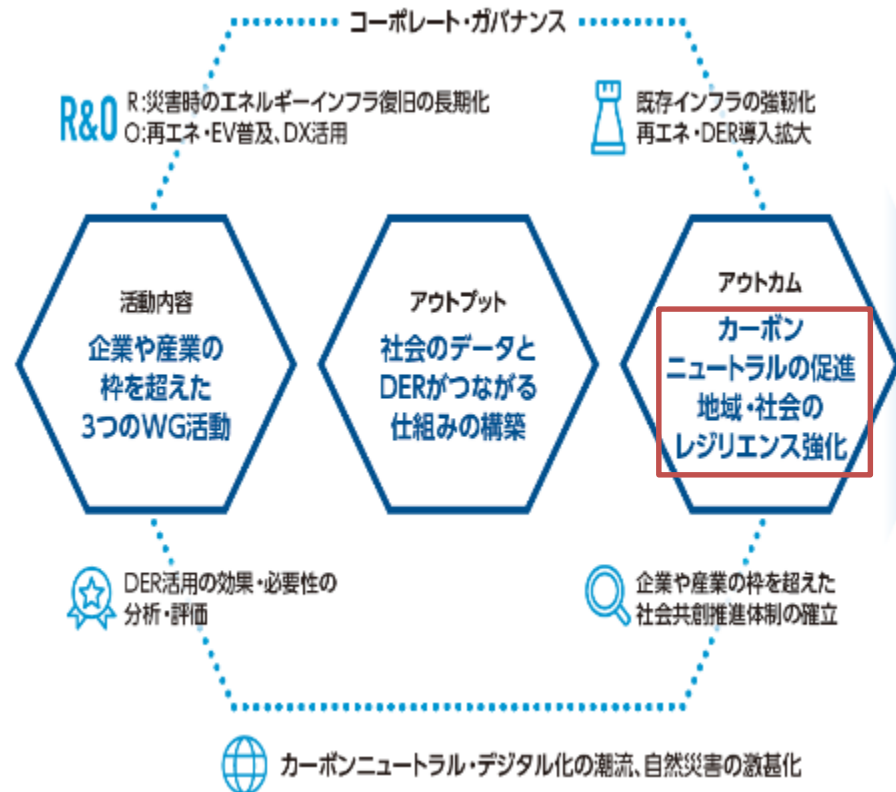 コーポレート・ガバナンス
R&O
R:災害時のエネルギーインフラ復旧の長期化
O:再エネ・EV普及、DX活用
既存インフラの強靭化
再エネ・DER導入拡大
活動内容
企業や産業の
枠を超えた
3つのWG活動
アウトプット
社会のデータと
DERがつながる
仕組みの構築
アウトカム
カーボン
ニュートラルの促進
地域・社会の
レジリエンス強化
DER活用の効果・必要性の
分析・評価
企業や産業の枠を超えた
社会共創推進体制の確立
カーボンニュートラル・デジタル化の潮流、自然災害の激甚化